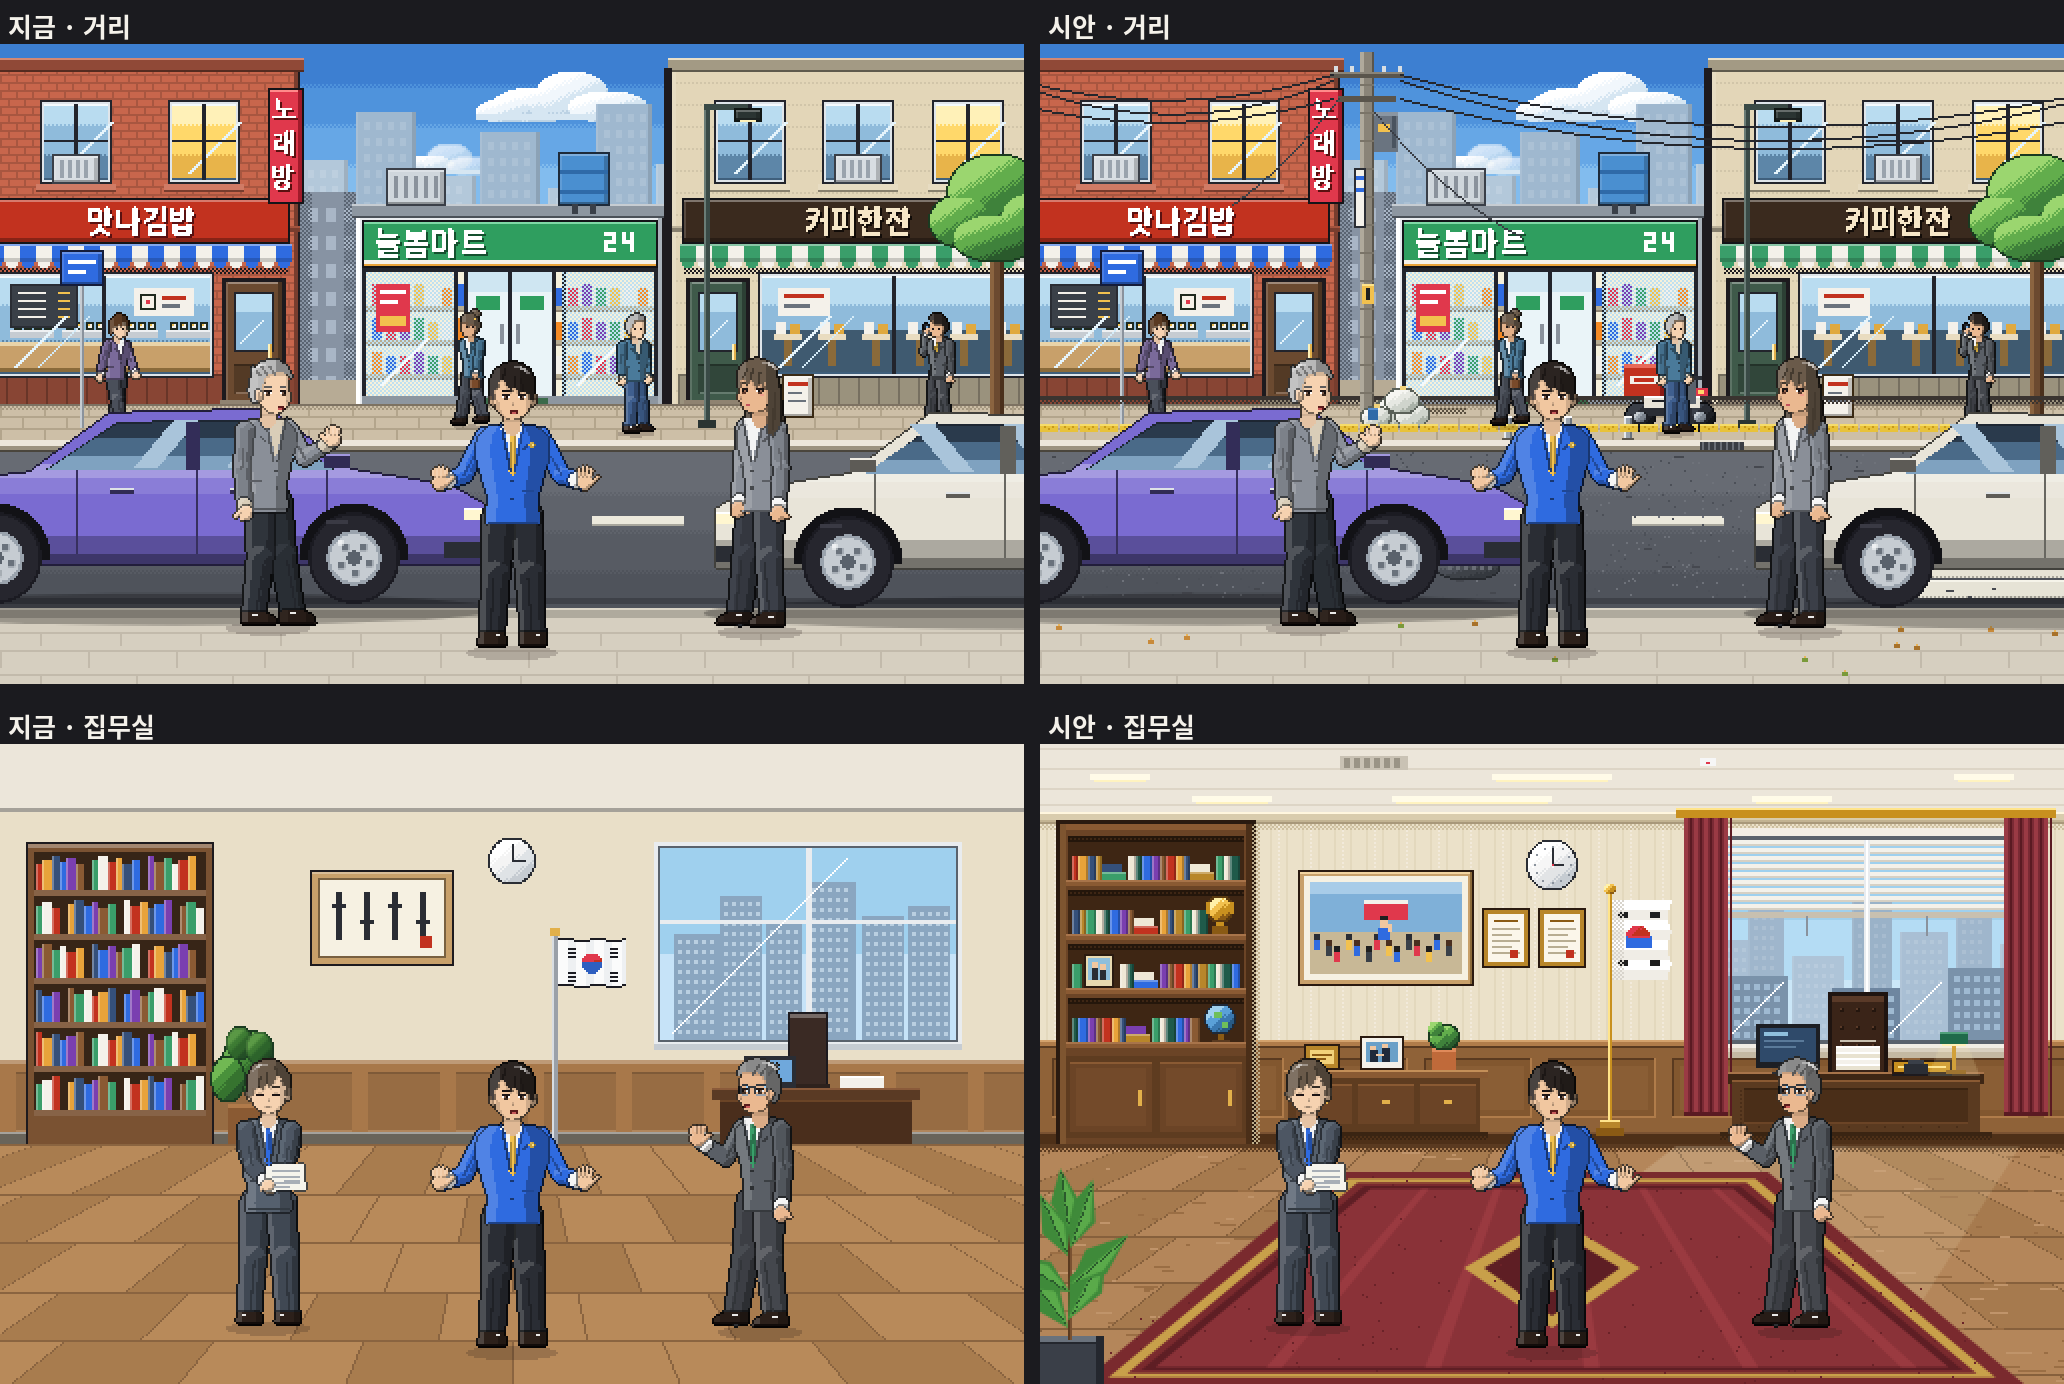 지금 · 거리
노래방
맛나김밥
늘봄마트 24
커피한잔
시안 · 거리
노래방
맛나김밥
늘봄마트 24
커피한잔
지금 · 집무실
시안 · 집무실